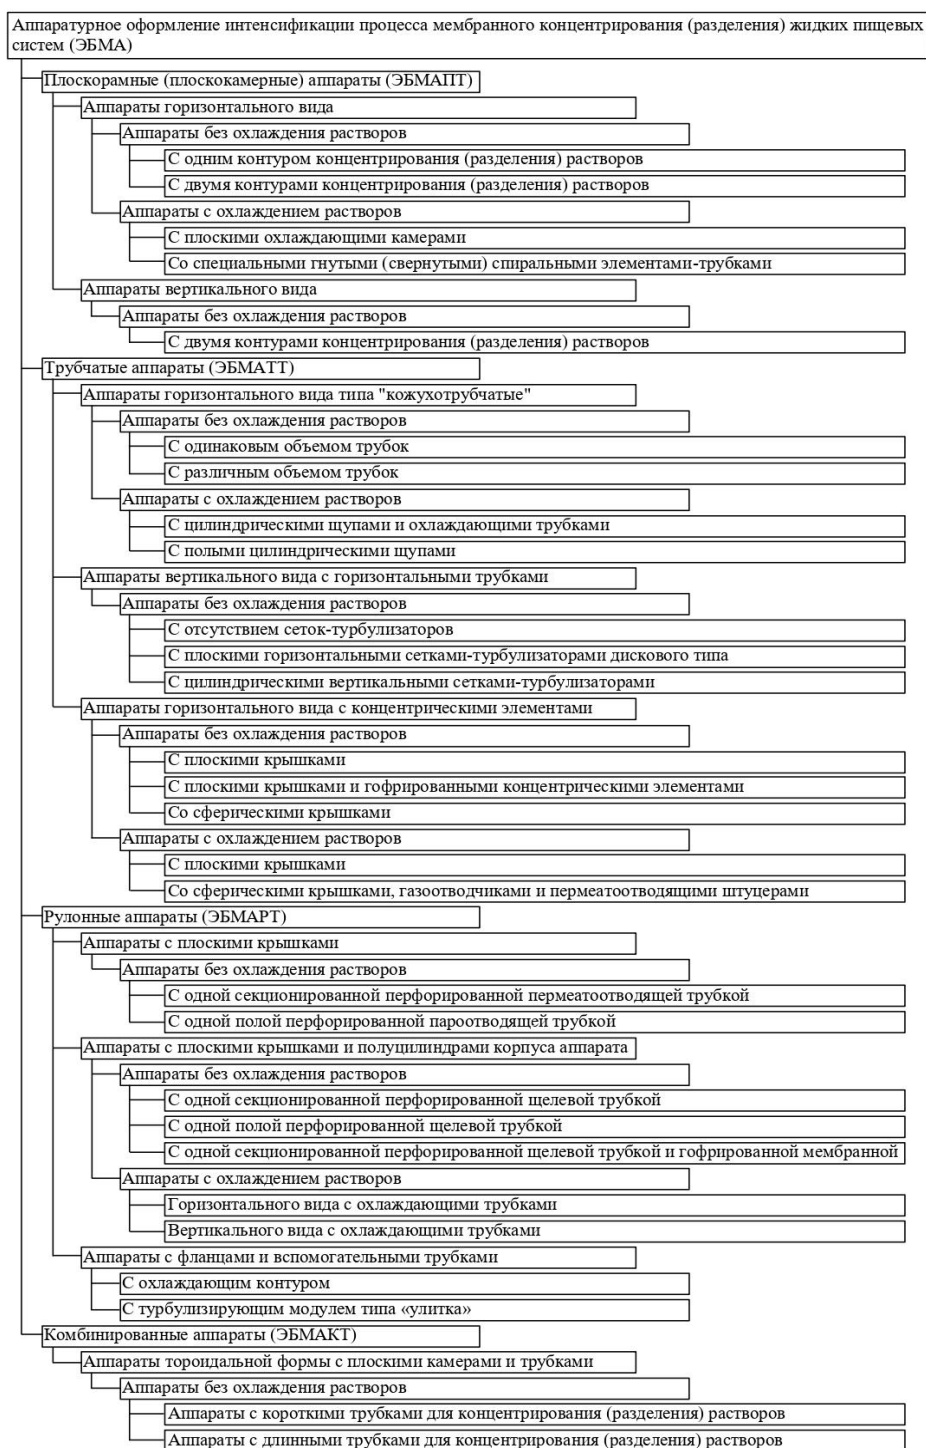 Аппаратурное оформление интенсификации процесса мембранного концентрирования (разделения) жидких пищевых
систем (ЭБМА)
Плоскорамные (плоскокамерные) аппараты (ЭБМАПТ)
Аппараты горизонтального вида
Аппараты без охлаждения растворов
С одним контуром концентрирования (разделения) растворов
С двумя контурами концентрирования (разделения) растворов
Аппараты с охлаждением растворов
С плоскими охлаждающими камерами
Со специальными гнутыми (свернутыми) спиральными элементами-трубками
Аппараты вертикального вида
Аппараты без охлаждения растворов
С двумя контурами концентрирования (разделения) растворов
Трубчатые аппараты (ЭБМАТТ)
Аппараты горизонтального вида типа "кожухотрубчатые"
Аппараты без охлаждения растворов
С одинаковым объемом трубок
С различным объемом трубок
Аппараты с охлаждением растворов
С цилиндрическими щупами и охлаждающими трубками
С полыми цилиндрическими щупами
Аппараты вертикального вида с горизонтальными трубками
Аппараты без охлаждения растворов
С отсутствием сеток-турбулизаторов
С плоскими горизонтальными сетками-турбулизаторами дискового типа
С цилиндрическими вертикальными сетками-турбулизаторами
Аппараты горизонтального вида с концентрическими элементами
Аппараты без охлаждения растворов
С плоскими крышками
С плоскими крышками и гофрированными концентрическими элементами
Со сферическими крышками
Аппараты с охлаждением растворов
С плоскими крышками
Со сферическими крышками, газоотводчиками и пермеатоотводящими штуцерами
Рулонные аппараты (ЭБМАРТ)
Аппараты с плоскими крышками
Аппараты без охлаждения растворов
С одной секционированной перфорированной пермеатоотводящей трубкой
С одной полой перфорированной пароотводящей трубкой
Аппараты с плоскими крышками и полуцилиндрами корпуса аппарата
Аппараты без охлаждения растворов
С одной секционированной перфорированной щелевой трубкой
С одной полой перфорированной щелевой трубкой
С одной секционированной перфорированной щелевой трубкой и гофрированной мембранной
Аппараты с охлаждением растворов
Горизонтального вида с охлаждающими трубками
Вертикального вида с охлаждающими трубками
Аппараты с фланцами и вспомогательными трубками
С охлаждающим контуром
С турбулизирующим модулем типа «улитка»
Комбинированные аппараты (ЭБМАКТ)
Аппараты тороидальной формы с плоскими камерами и трубками
Аппараты без охлаждения растворов
Аппараты с короткими трубками для концентрирования (разделения) растворов
Аппараты с длинными трубками для концентрирования (разделения) растворов